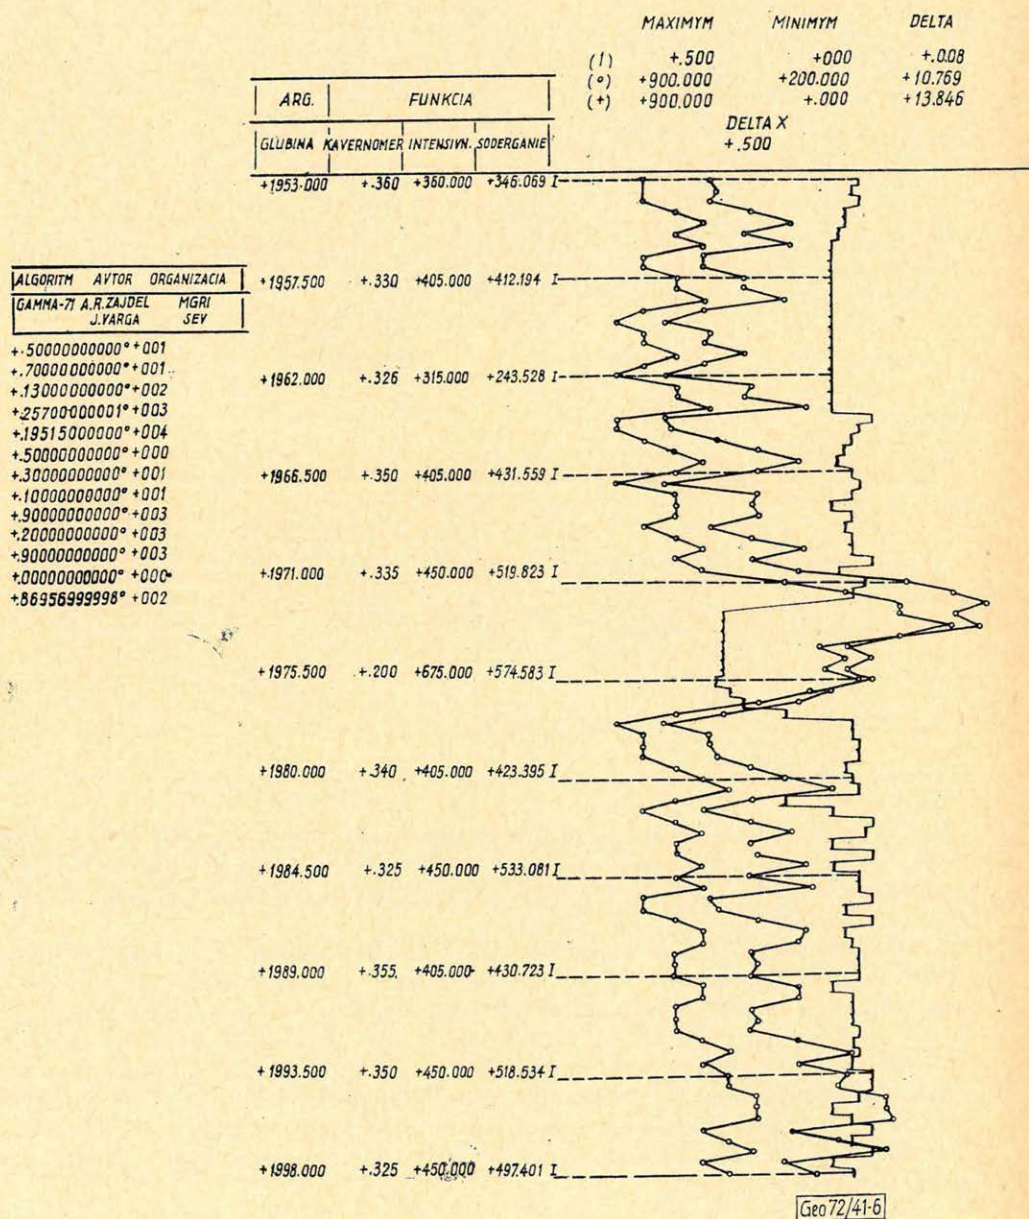 MAXIMYM MINIMYM DELTA
(I) +.500 +000 +.008
(°) +900.000 +200.000 +10.769
(+) +900.000 +.000 +13.846
DELTA X
+.500
ARG. FUNKCIA
GLUBINA KAVERNOMER INTENSIVN. SODERGANIE
+1953.000 +.360 +360.000 +346.069 I
+1957.500 +.330 +405.000 +412.194 I
+1962.000 +.326 +315.000 +243.528 I
+1966.500 +.350 +405.000 +431.559 I
+1971.000 +.335 +450.000 +519.823 I
+1975.500 +.200 +675.000 +574.583 I
+1980.000 +.340 +405.000 +423.395 I
+1984.500 +.325 +450.000 +533.081 I
+1989.000 +.355 +405.000 +430.723 I
+1993.500 +.350 +450.000 +518.534 I
+1998.000 +.325 +450.000 +497.401 I
ALGORITM AVTOR ORGANIZACIA
GAMMA-71 A.R.ZAJDEL MGRI
J.VARGA SEV
+.50000000000° +001
+.70000000000° +001
+.13000000000° +002
+.25700000001° +003
+.19515000000° +004
+.50000000000° +000
+.30000000000° +001
+.10000000000° +001
+.90000000000° +003
+.20000000000° +003
+.90000000000° +003
+.00000000000° +000
+.86956999998° +002
Geo 72/41-6